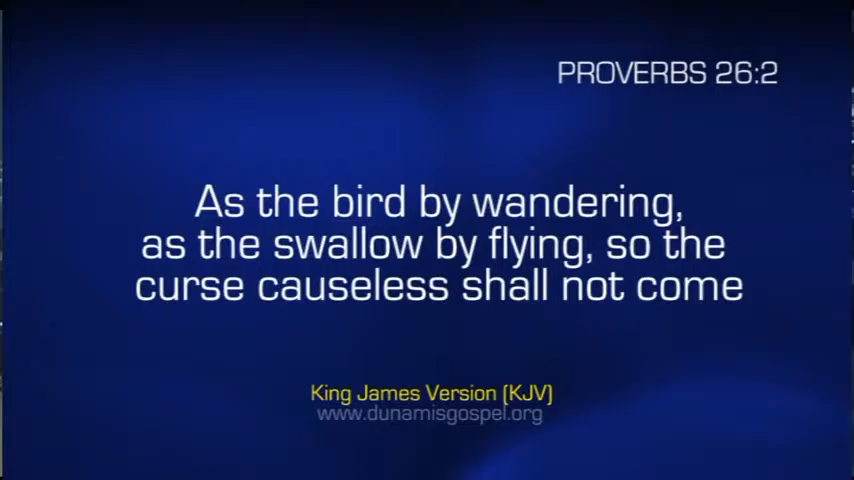 PROVERBS 26:2
As the bird by wandering,
as the swallow by flying, so the
curse causeless shall not come
King James Version (KJV)
www.dunamisgospel.org